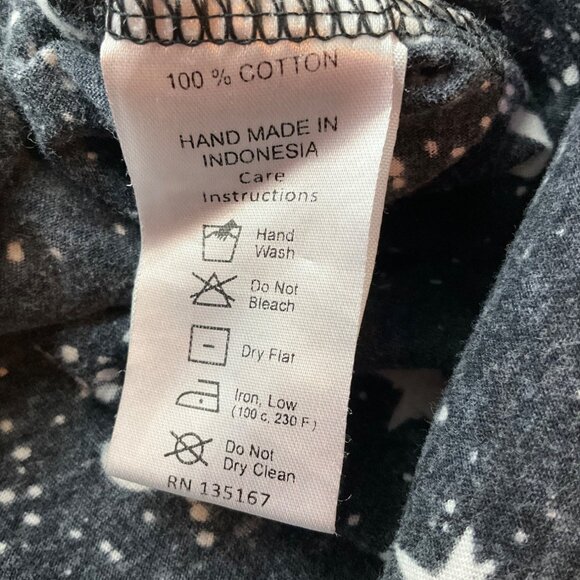 100 % COTTON
HAND MADE IN
INDONESIA
Care
Instructions
Hand
Wash
Do Not
Bleach
Dry Flat
Iron, Low
(100 c, 230 F)
Do Not
Dry Clean
RN 135167